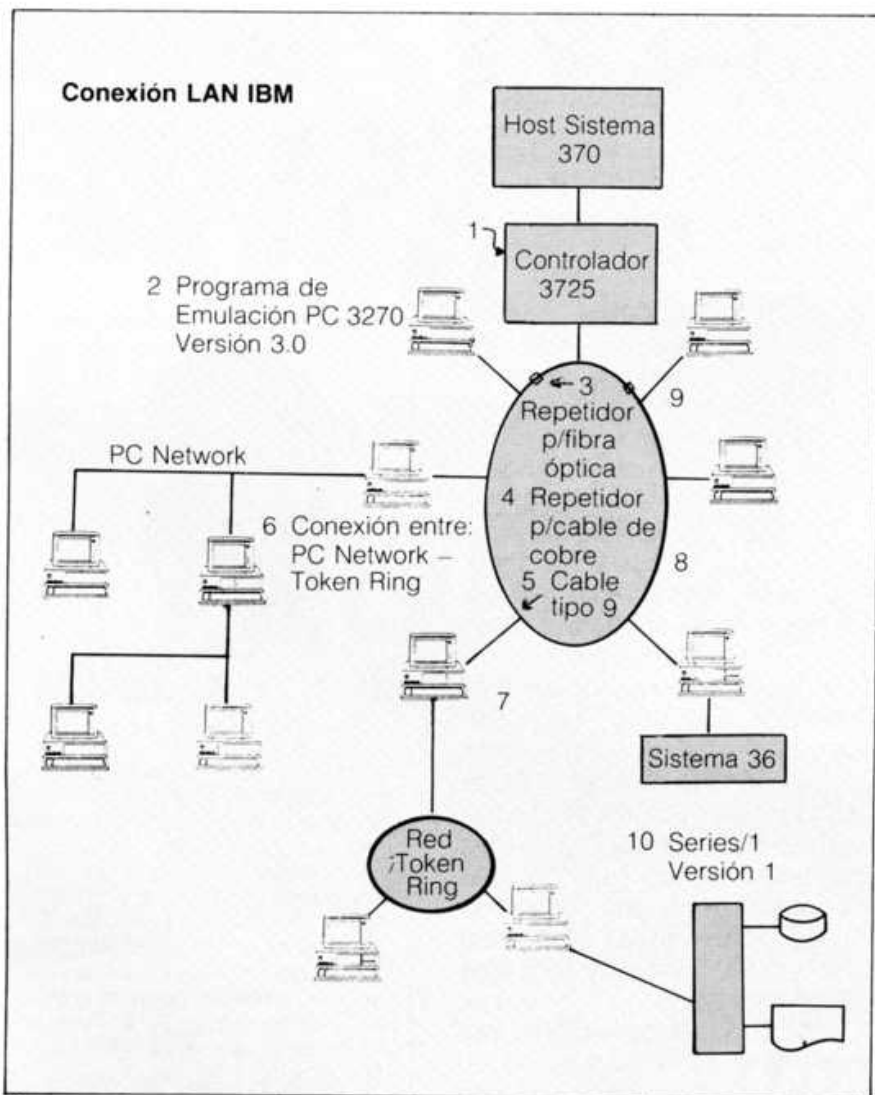 Conexión LAN IBM
Host Sistema
370
1
Controlador
3725
2 Programa de
Emulación PC 3270
Versión 3.0
3
Repetidor
p/fibra
óptica
4 Repetidor
p/cable de
cobre
5 Cable
tipo 9
9
8
PC Network
6 Conexión entre:
PC Network –
Token Ring
7
Sistema 36
Red
¡Token
Ring
10 Series/1
Versión 1